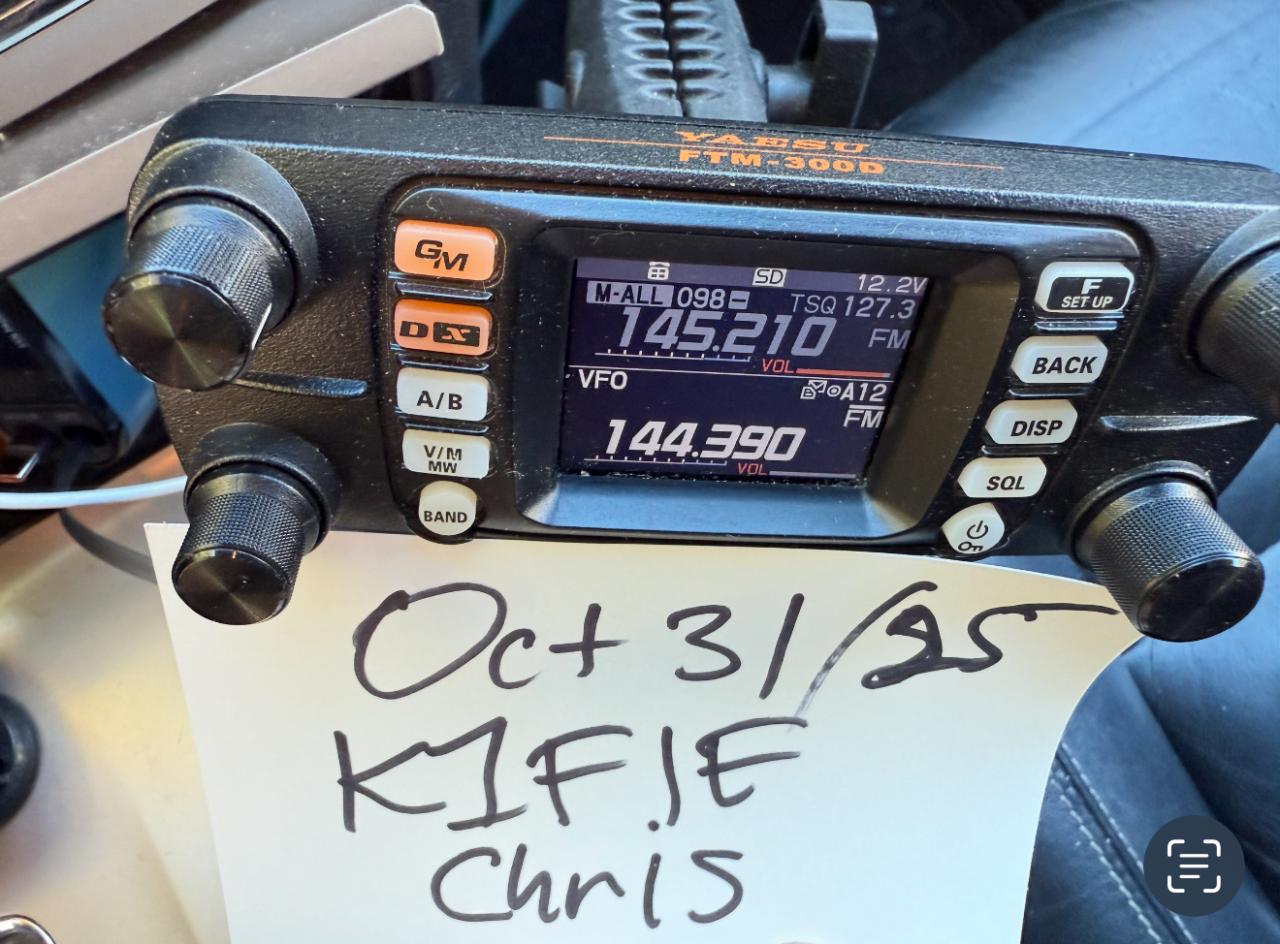 YAESU
FTM-300D
GM
DX
A/B
V/M
MW
BAND
SD 12.2V
M-ALL 098 TSQ 127.3
145.210 FM
VOL
VFO A12
FM
144.390
VOL
F
SET UP
BACK
DISP
SQL
Oct 31/25
K1FIE
Chris